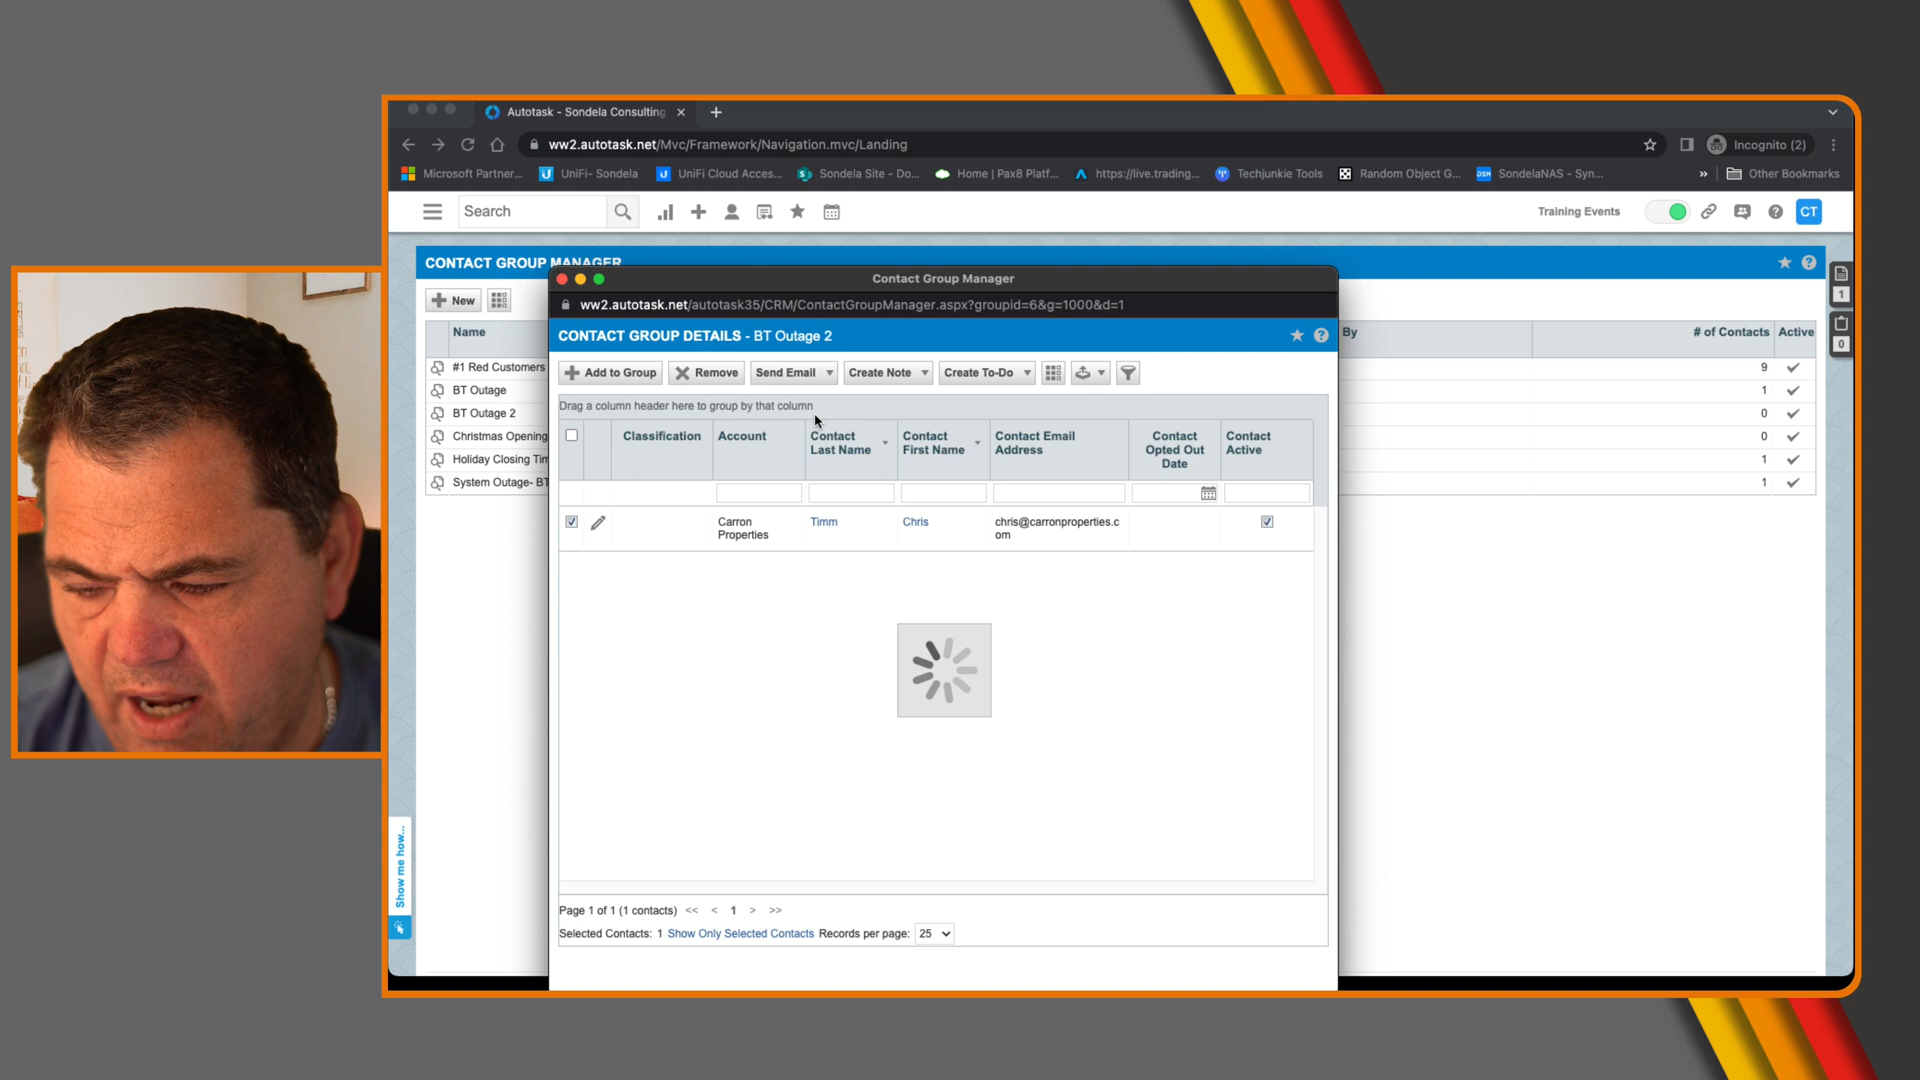 Autotask - Sondela Consulting
ww2.autotask.net/Mvc/Framework/Navigation.mvc/Landing
Incognito (2)
Microsoft Partner...
UniFi- Sondela
UniFi Cloud Acces...
Sondela Site - Do...
Home | Pax8 Platf...
https://live.trading...
Techjunkie Tools
Random Object G...
SondelaNAS - Syn...
Other Bookmarks
Search
Training Events
CT
CONTACT GROUP MANAGER
New
Name
By
# of Contacts
Active
#1 Red Customers
9
BT Outage
1
BT Outage 2
0
Christmas Opening
0
Holiday Closing Tim
1
System Outage- BT
1
1
0
Show me how...
Contact Group Manager
ww2.autotask.net/autotask35/CRM/ContactGroupManager.aspx?groupid=6&g=1000&d=1
CONTACT GROUP DETAILS - BT Outage 2
Add to Group
Remove
Send Email
Create Note
Create To-Do
Drag a column header here to group by that column
Classification
Account
Contact
Last Name
Contact
First Name
Contact Email
Address
Contact
Opted Out
Date
Contact
Active
Carron
Properties
Timm
Chris
chris@carronproperties.c
om
Page 1 of 1 (1 contacts) << < 1 > >>
Selected Contacts: 1 Show Only Selected Contacts Records per page: 25